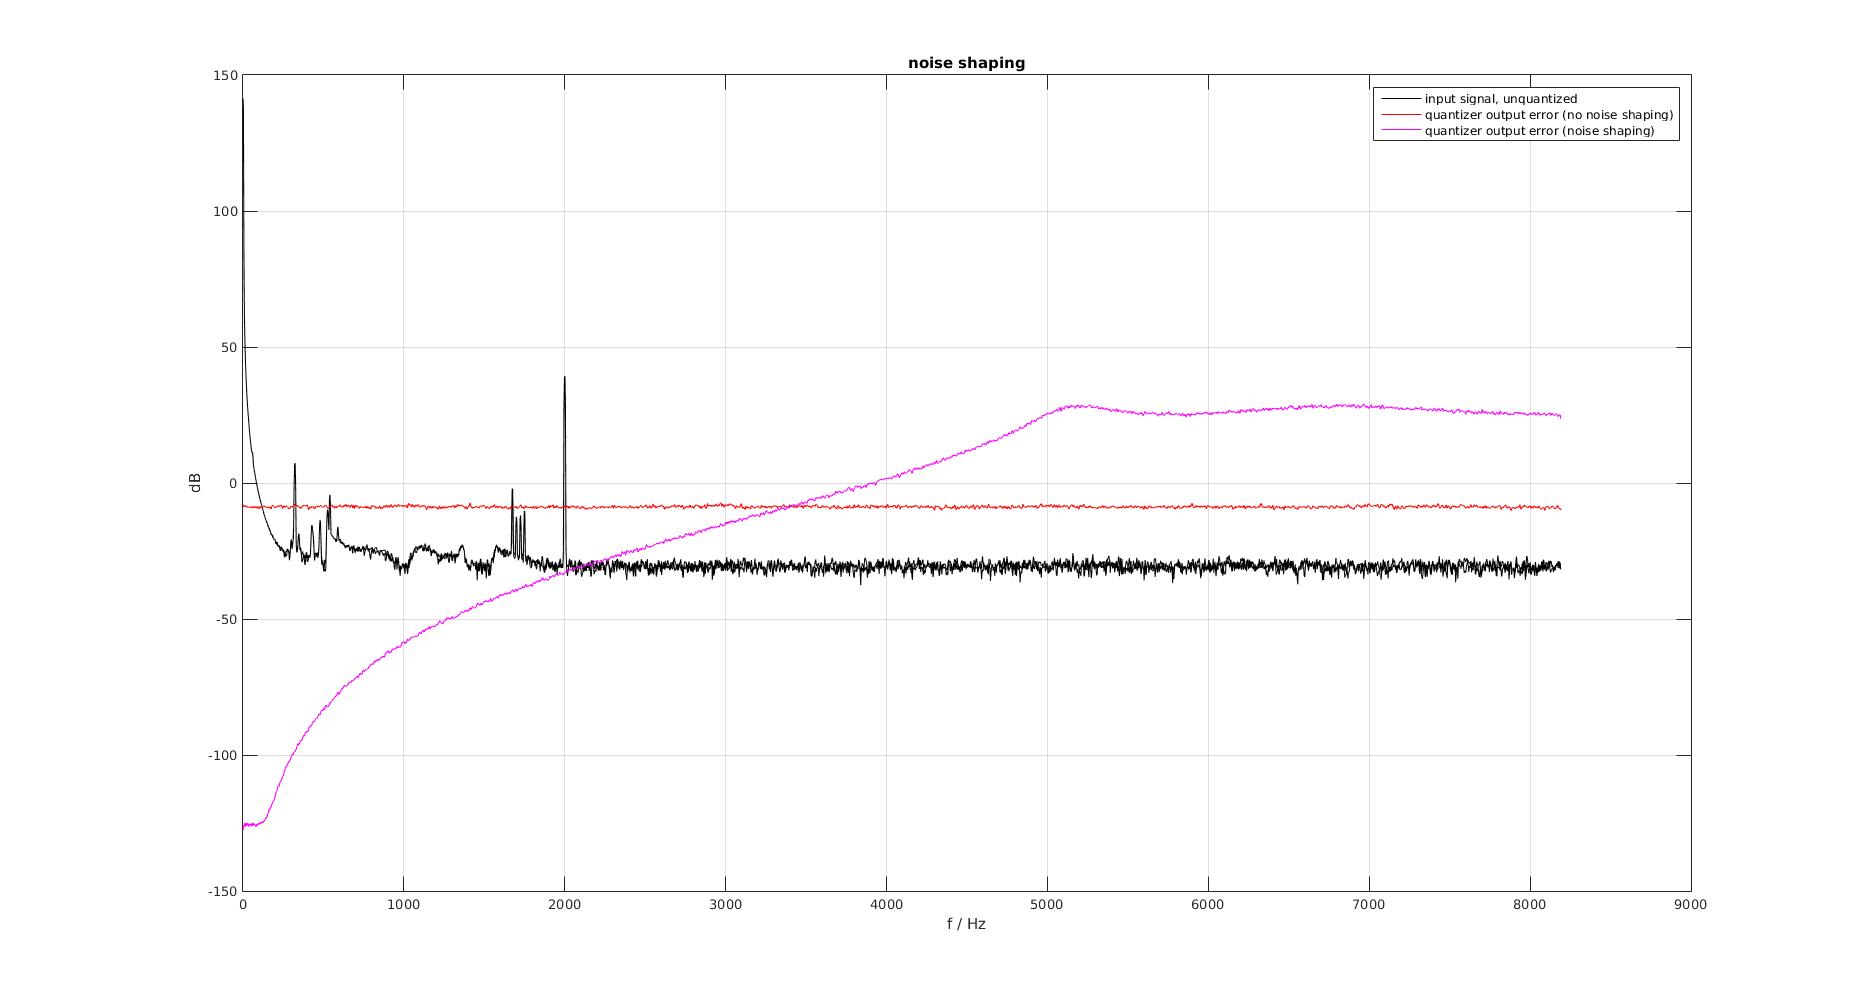 noise shaping
150
100
50
0
-50
-100
-150
dB
input signal, unquantized
quantizer output error (no noise shaping)
quantizer output error (noise shaping)
0 1000 2000 3000 4000 5000 6000 7000 8000 9000
f / Hz